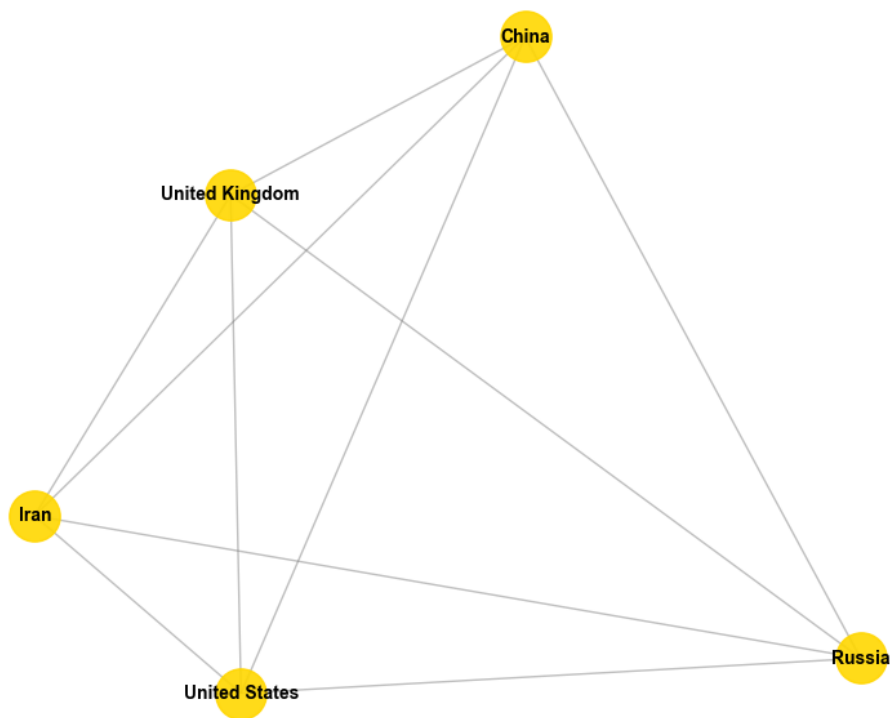 China
United Kingdom
Iran
Russia
United States